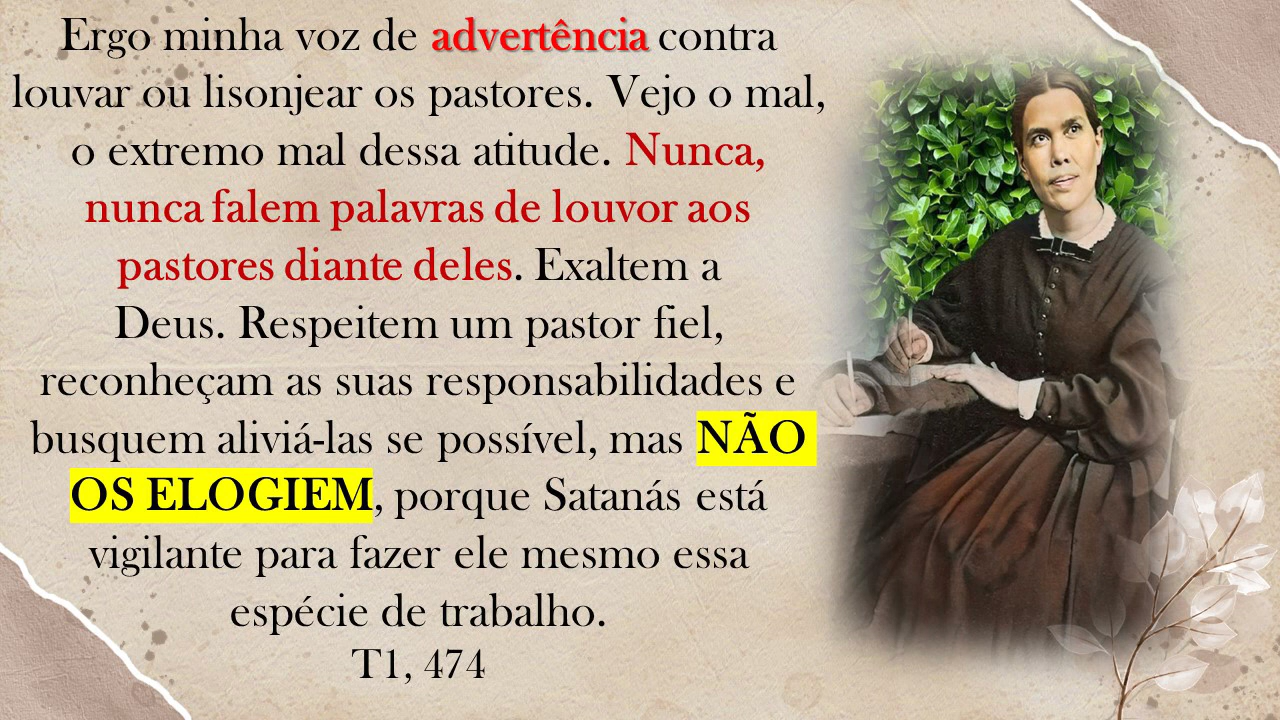 Ergo minha voz de advertência contra
louvar ou lisonjear os pastores. Vejo o mal,
o extremo mal dessa atitude. Nunca,
nunca falem palavras de louvor aos
pastores diante deles. Exaltem a
Deus. Respeitem um pastor fiel,
reconheçam as suas responsabilidades e
busquem aliviá-las se possível, mas NÃO
OS ELOGIEM, porque Satanás está
vigilante para fazer ele mesmo essa
espécie de trabalho.
T1, 474